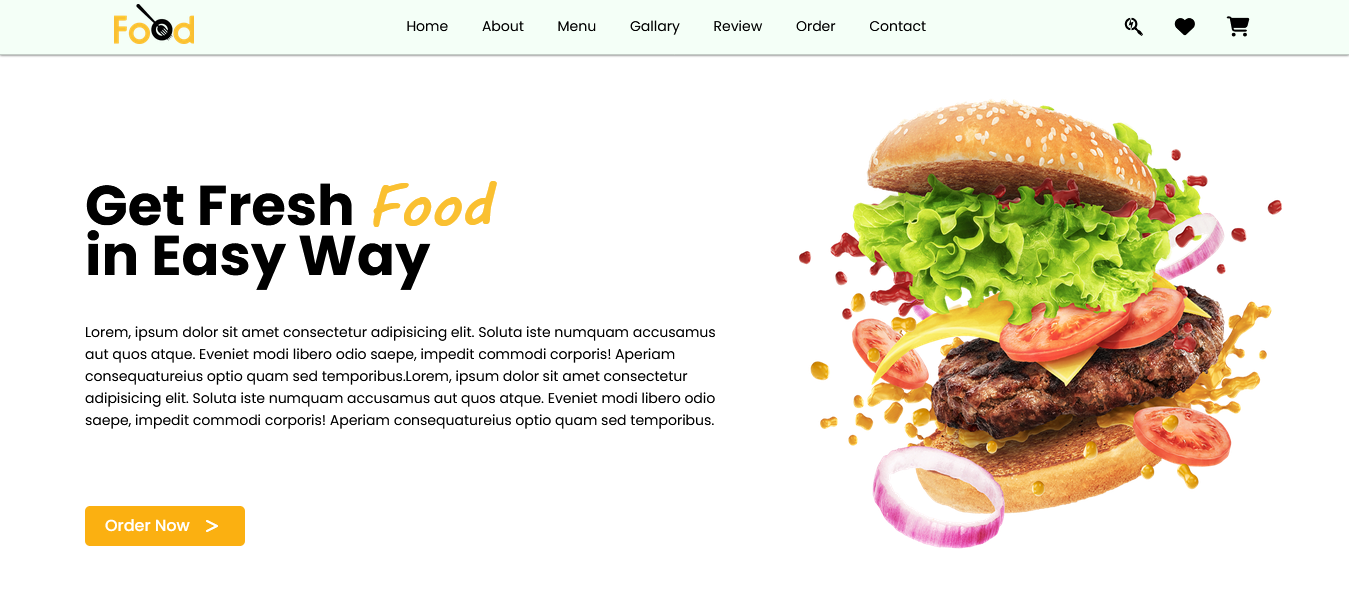 Food
Home About Menu Gallary Review Order Contact
Get Fresh Food
in Easy Way
Lorem, ipsum dolor sit amet consectetur adipisicing elit. Soluta iste numquam accusamus
aut quos atque. Eveniet modi libero odio saepe, impedit commodi corporis! Aperiam
consequatureius optio quam sed temporibus.Lorem, ipsum dolor sit amet consectetur
adipisicing elit. Soluta iste numquam accusamus aut quos atque. Eveniet modi libero odio
saepe, impedit commodi corporis! Aperiam consequatureius optio quam sed temporibus.
Order Now >